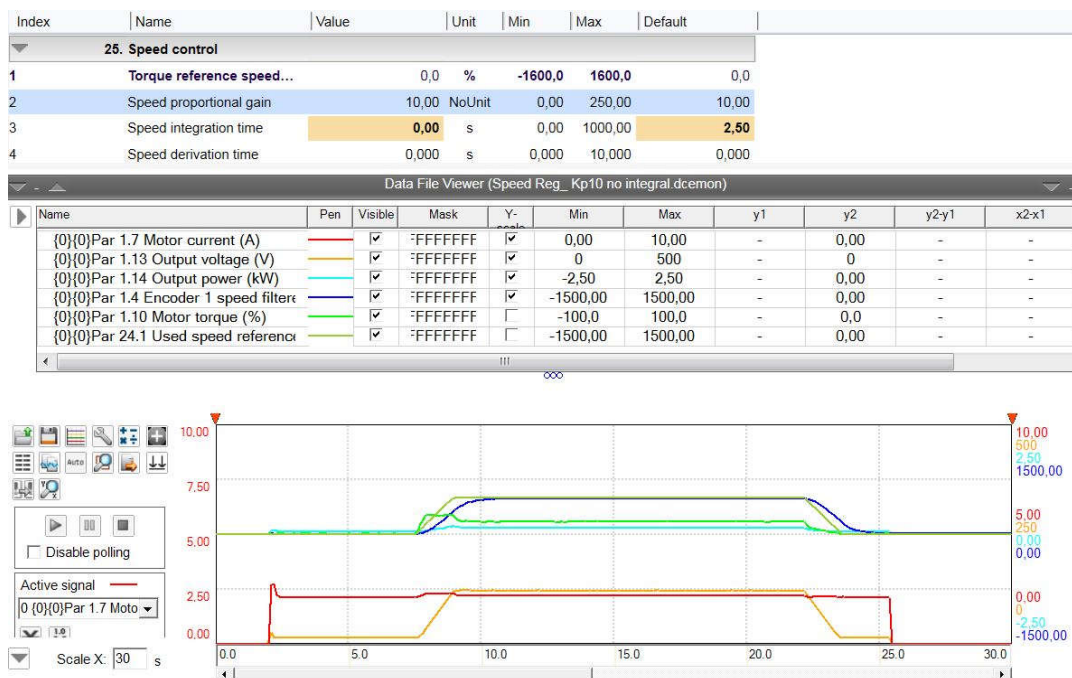 Index Name Value Unit Min Max Default
25. Speed control
1 Torque reference speed... 0,0 % -1600,0 1600,0 0,0
2 Speed proportional gain 10,00 NoUnit 0,00 250,00 10,00
3 Speed integration time 0,00 s 0,00 1000,00 2,50
4 Speed derivation time 0,000 s 0,000 10,000 0,000
Data File Viewer (Speed Reg_ Kp10 no integral.dcemon)
Name Pen Visible Mask Y- Min Max y1 y2 y2-y1 x2-x1
{0}{0}Par 1.7 Motor current (A) FFFFFFF 0,00 10,00 - 0,00 - -
{0}{0}Par 1.13 Output voltage (V) FFFFFFF 0 500 - 0 - -
{0}{0}Par 1.14 Output power (kW) FFFFFFF -2,50 2,50 - 0,00 - -
{0}{0}Par 1.4 Encoder 1 speed filtere FFFFFFF -1500,00 1500,00 - 0,00 - -
{0}{0}Par 1.10 Motor torque (%) FFFFFFF -100,0 100,0 - 0,0 - -
{0}{0}Par 24.1 Used speed reference FFFFFFF -1500,00 1500,00 - 0,00 - -
AUTO
Disable polling
Active signal
0 {0}{0}Par 1.7 Moto
1.0
Scale X: 30 s
10.00
7.50
5.00
2.50
0.00
10,00
500
2,50
1500,00
5,00
250
0,00
0,00
0,00
0
-2,50
-1500,00
0.0 5.0 10.0 15.0 20.0 25.0 30.0